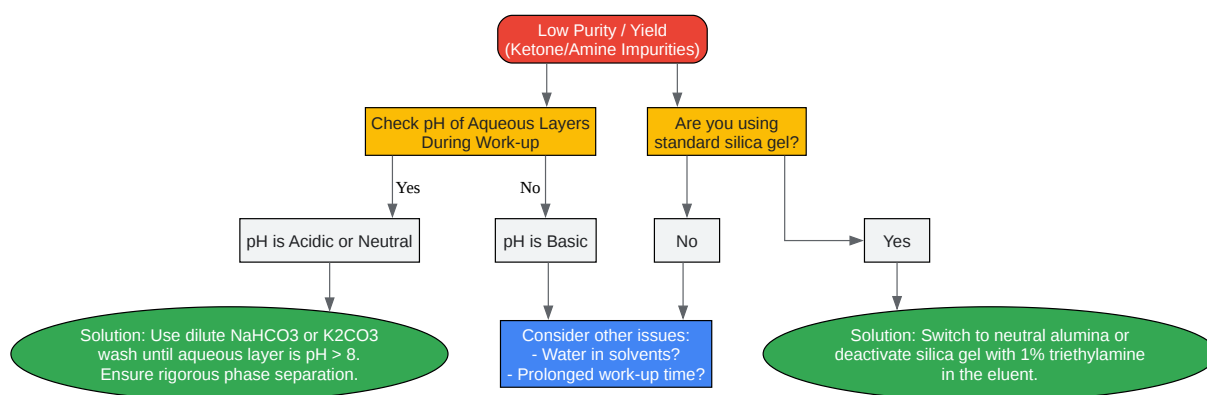 Low Purity / Yield
(Ketone/Amine Impurities)
Check pH of Aqueous Layers
During Work-up
Are you using
standard silica gel?
Yes
No
pH is Acidic or Neutral
pH is Basic
No
Yes
Solution: Use dilute NaHCO3 or K2CO3
wash until aqueous layer is pH > 8.
Ensure rigorous phase separation.
Consider other issues:
- Water in solvents?
- Prolonged work-up time?
Solution: Switch to neutral alumina or
deactivate silica gel with 1% triethylamine
in the eluent.